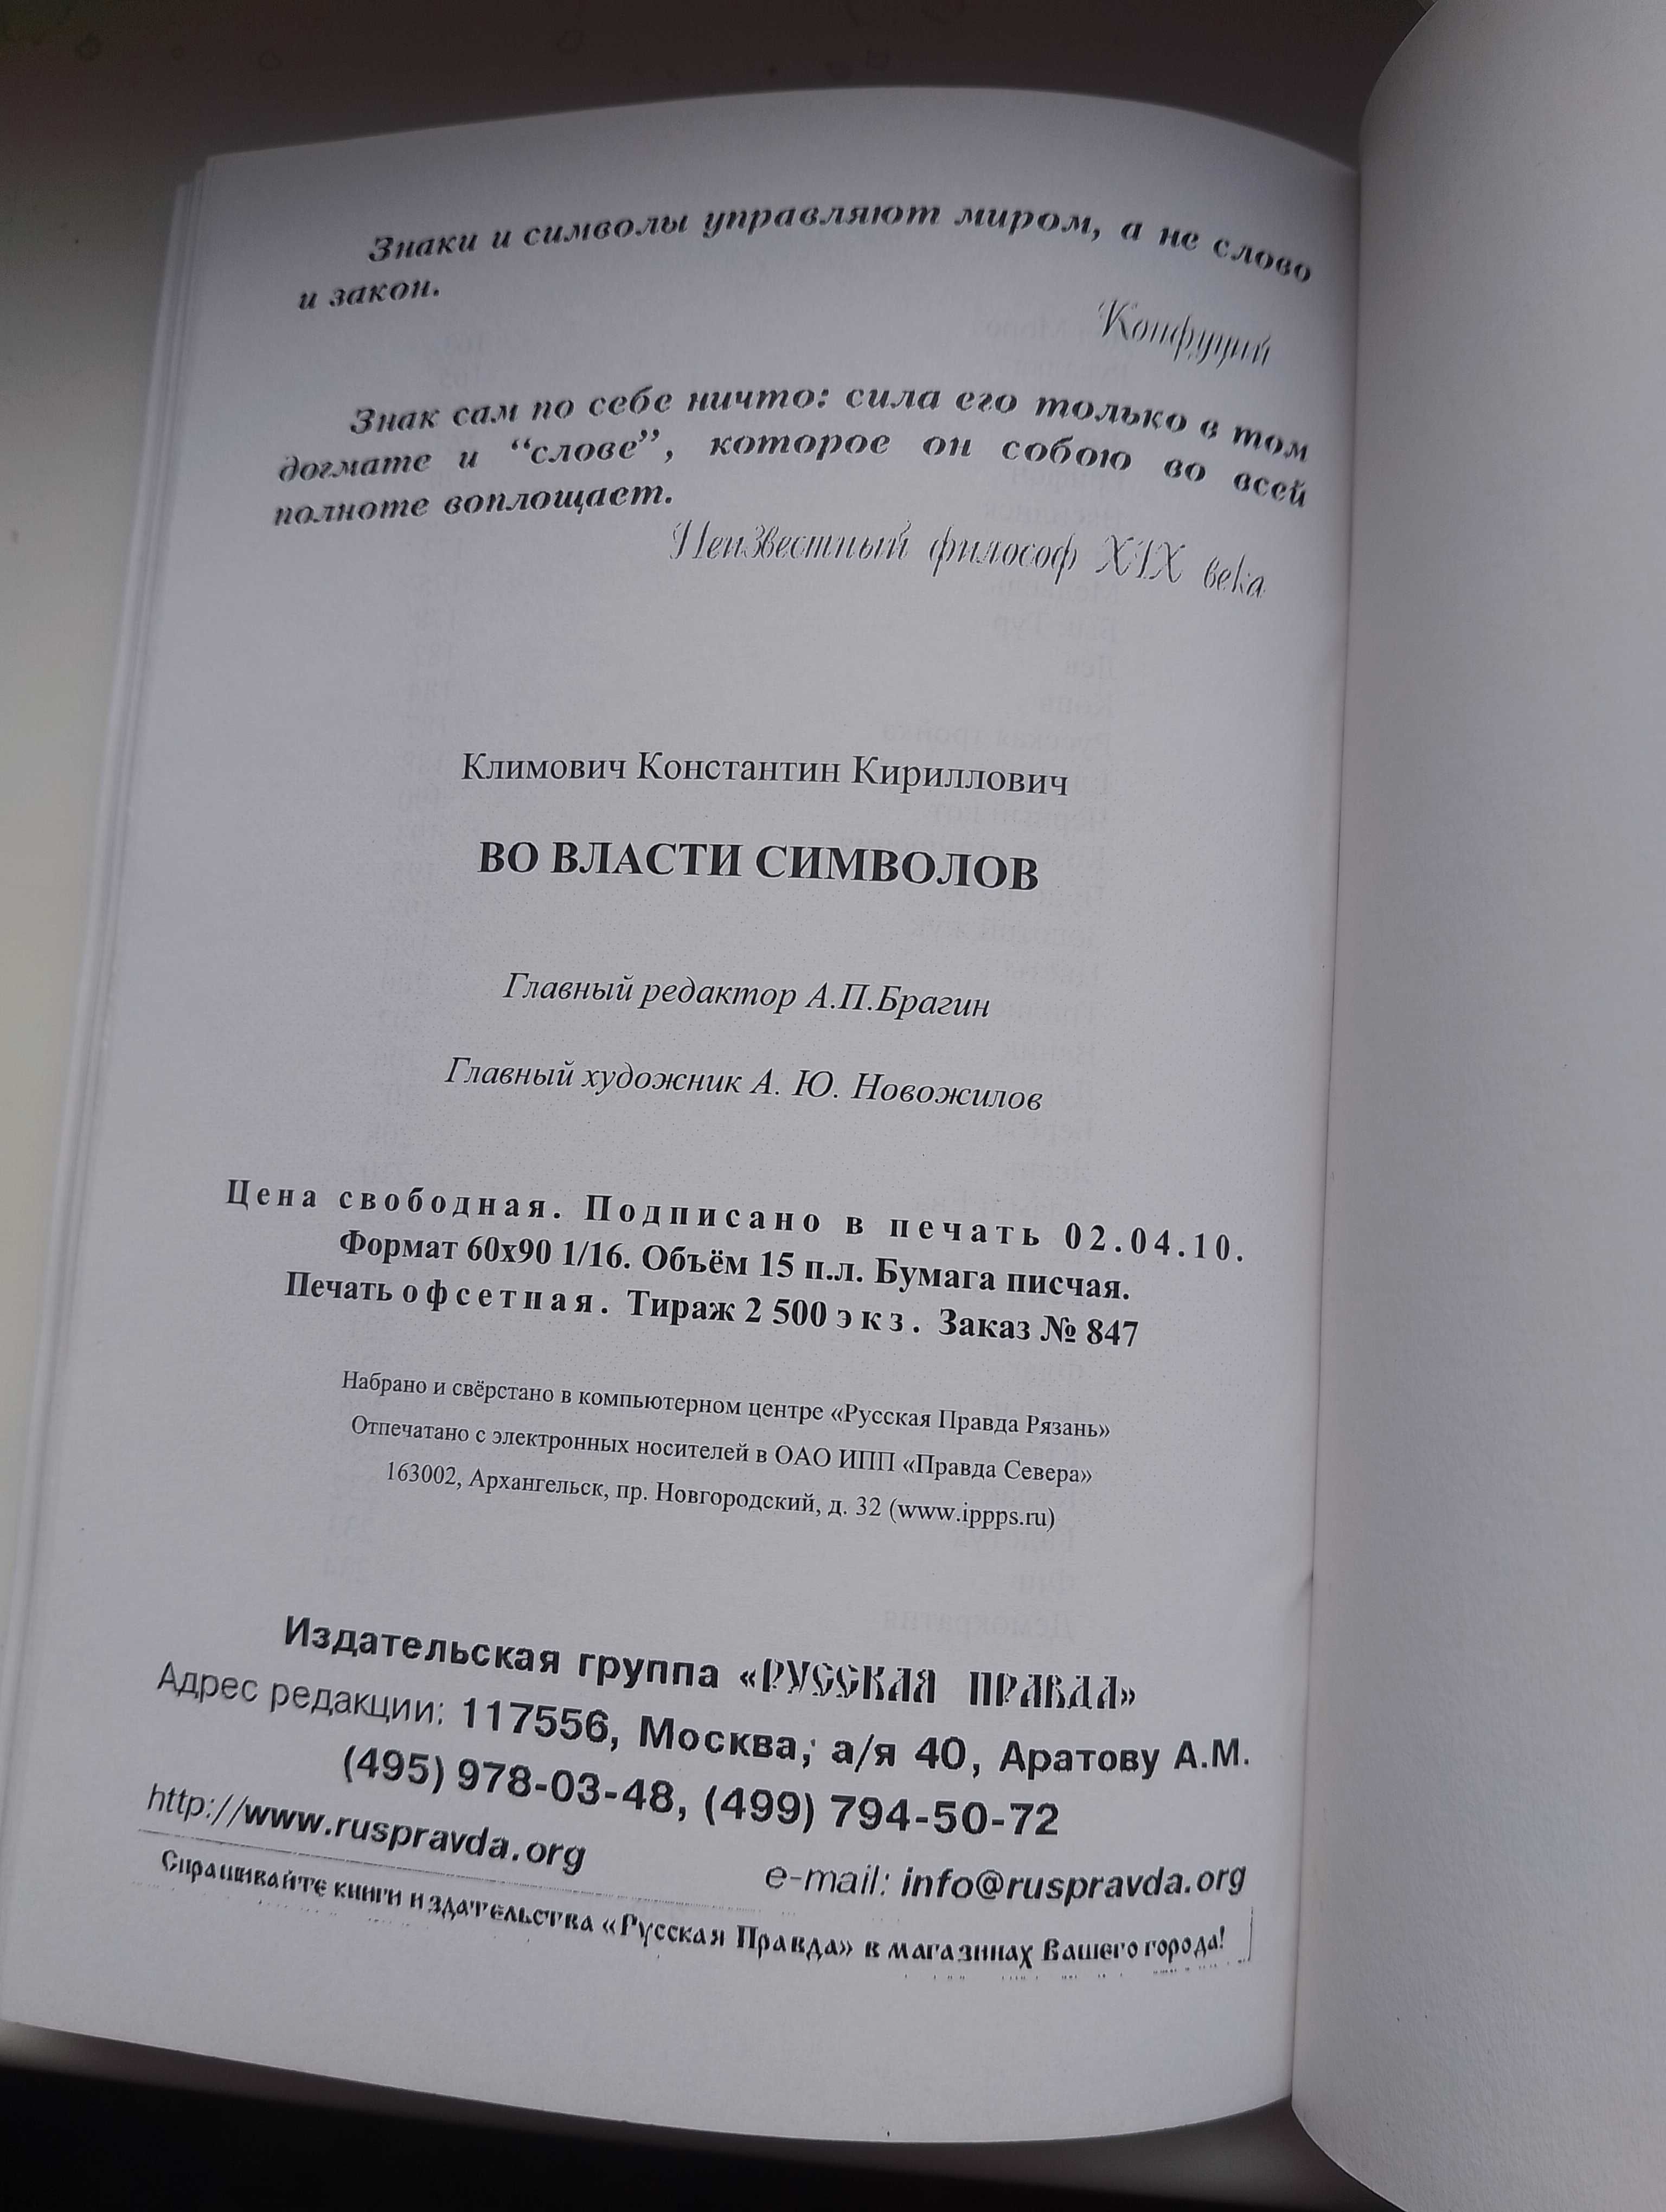 Знаки и символы управляют миром, а не слово
и закон.
Конфуций
Знак сам по себе ничто: сила его только в том
догмате и “слове”, которое он собою во всей
полноте воплощает.
Неизвестный философ XIX века
Климович Константин Кириллович
ВО ВЛАСТИ СИМВОЛОВ
Главный редактор А.П.Брагин
Главный художник А. Ю. Новожилов
Цена свободная. Подписано в печать 02.04.10.
Формат 60х90 1/16. Объём 15 п.л. Бумага писчая.
Печать офсетная. Тираж 2 500 экз. Заказ № 847
Набрано и свёрстано в компьютерном центре «Русская Правда Рязань»
Отпечатано с электронных носителей в ОАО ИПП «Правда Севера»
163002, Архангельск, пр. Новгородский, д. 32 (www.ippps.ru)
Издательская группа «РУССКАЯ ПРАВДА»
Адрес редакции: 117556, Москва, а/я 40, Аратову А.М.
(495) 978-03-48, (499) 794-50-72
http://www.ruspravda.org e-mail: info@ruspravda.org
Спрашивайте книги издательства «Русская Правда» в магазинах Вашего города!